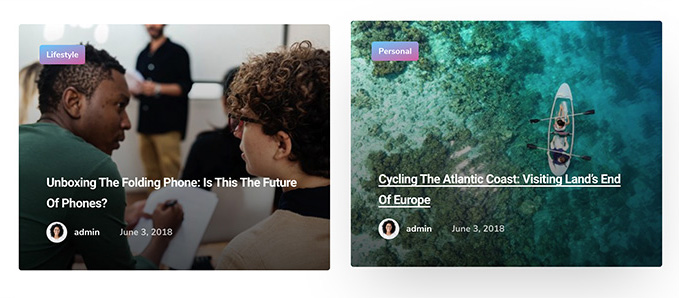 Lifestyle
Unboxing The Folding Phone: Is This The Future
Of Phones?
admin June 3, 2018
Personal
Cycling The Atlantic Coast: Visiting Land's End
Of Europe
admin June 3, 2018